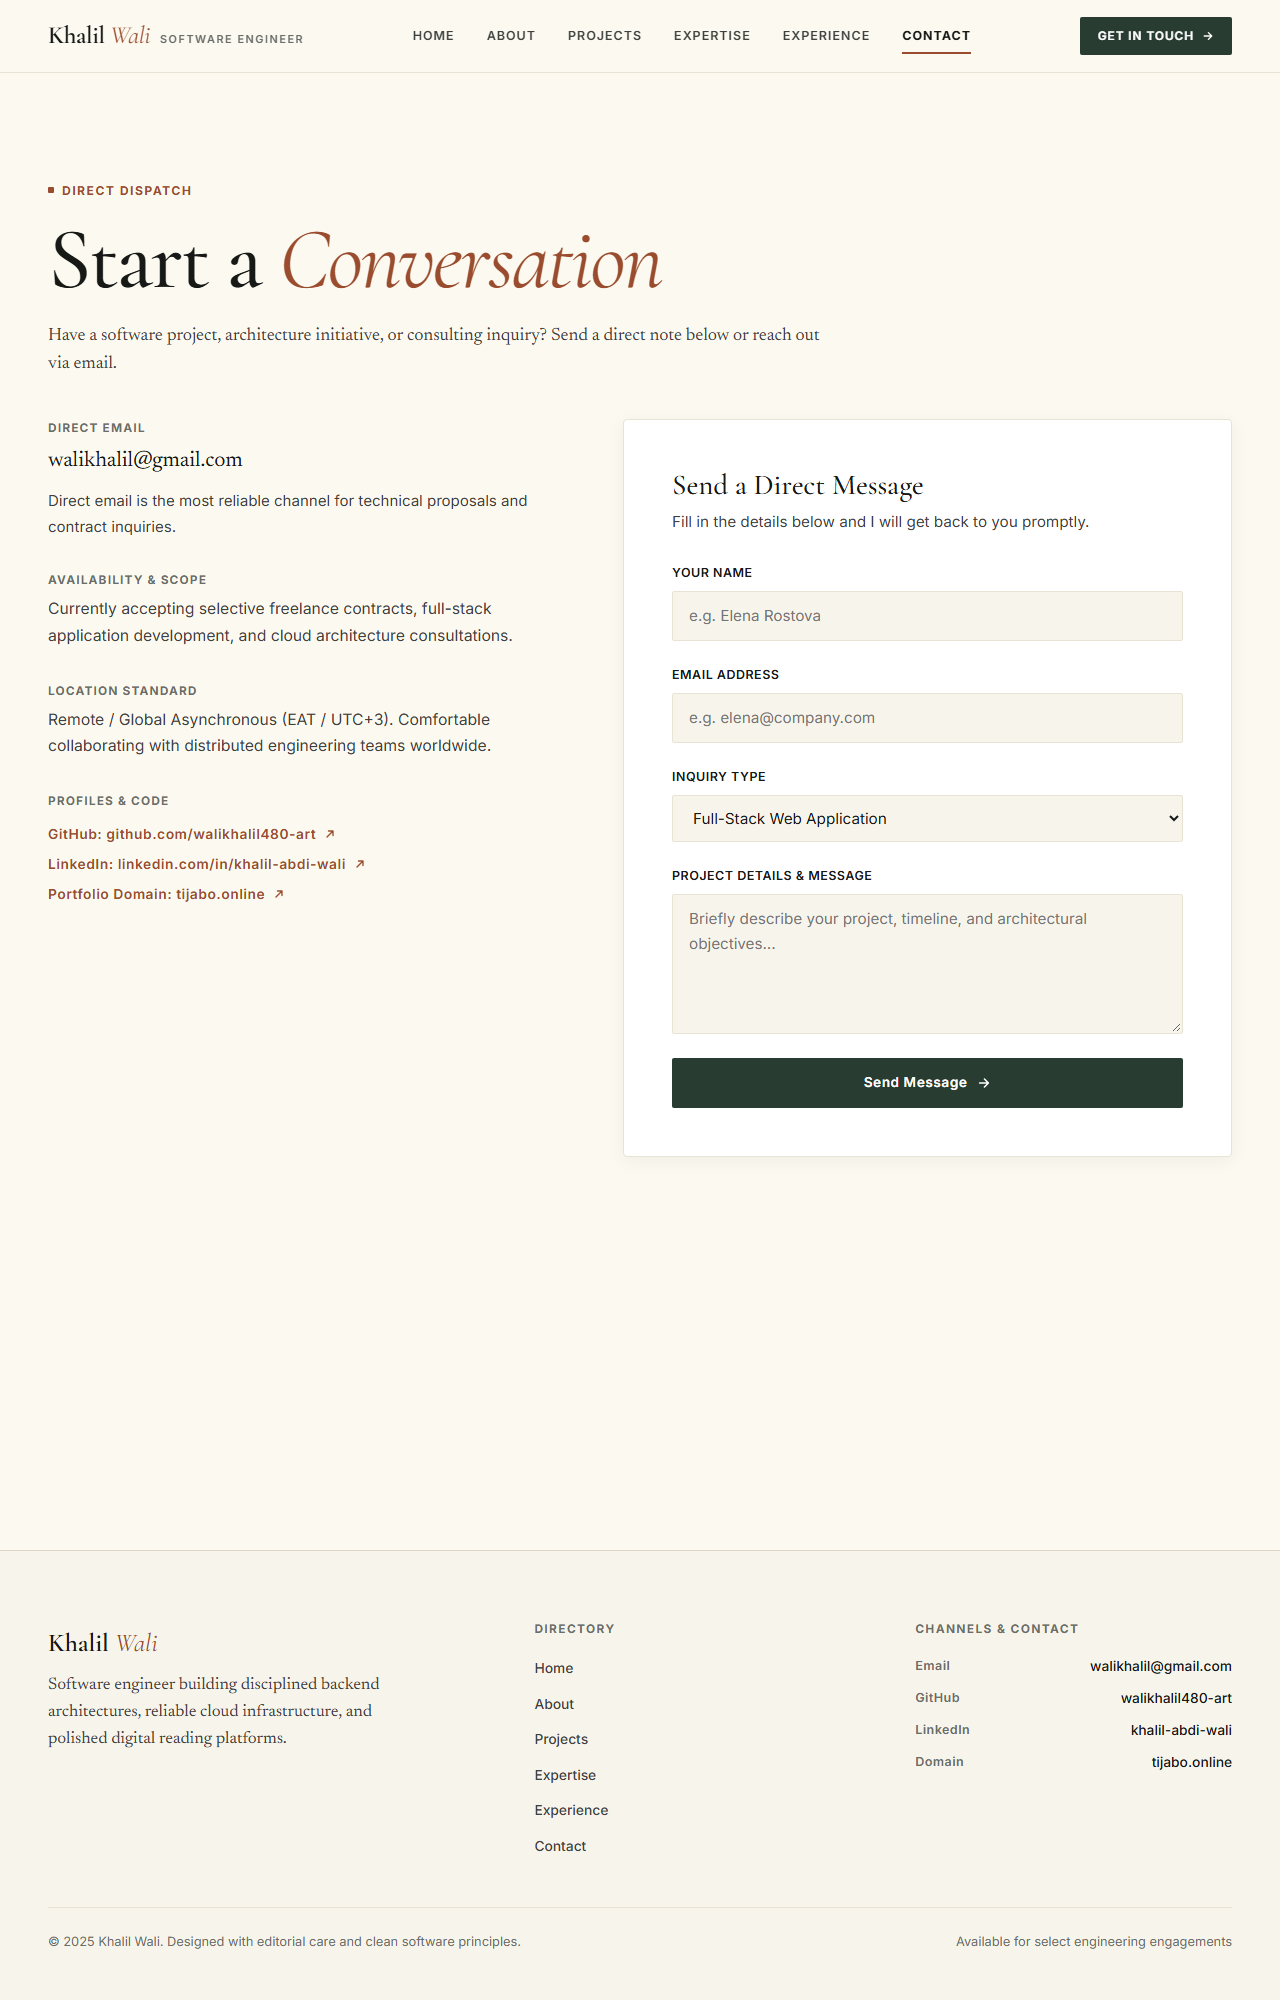 Khalil Wali SOFTWARE ENGINEER
HOME ABOUT PROJECTS EXPERTISE EXPERIENCE CONTACT
GET IN TOUCH →
DIRECT DISPATCH
Start a Conversation
Have a software project, architecture initiative, or consulting inquiry? Send a direct note below or reach out
via email.
DIRECT EMAIL
walikhalil@gmail.com
Direct email is the most reliable channel for technical proposals and
contract inquiries.
AVAILABILITY & SCOPE
Currently accepting selective freelance contracts, full-stack
application development, and cloud architecture consultations.
LOCATION STANDARD
Remote / Global Asynchronous (EAT / UTC+3). Comfortable
collaborating with distributed engineering teams worldwide.
PROFILES & CODE
GitHub: github.com/walikhalil480-art ↗
LinkedIn: linkedin.com/in/khalil-abdi-wali ↗
Portfolio Domain: tijabo.online ↗
Send a Direct Message
Fill in the details below and I will get back to you promptly.
YOUR NAME
e.g. Elena Rostova
EMAIL ADDRESS
e.g. elena@company.com
INQUIRY TYPE
Full-Stack Web Application
PROJECT DETAILS & MESSAGE
Briefly describe your project, timeline, and architectural
objectives...
Send Message →
Khalil Wali
Software engineer building disciplined backend
architectures, reliable cloud infrastructure, and
polished digital reading platforms.
DIRECTORY
Home
About
Projects
Expertise
Experience
Contact
CHANNELS & CONTACT
Email walikhalil@gmail.com
GitHub walikhalil480-art
LinkedIn khalil-abdi-wali
Domain tijabo.online
© 2025 Khalil Wali. Designed with editorial care and clean software principles.
Available for select engineering engagements